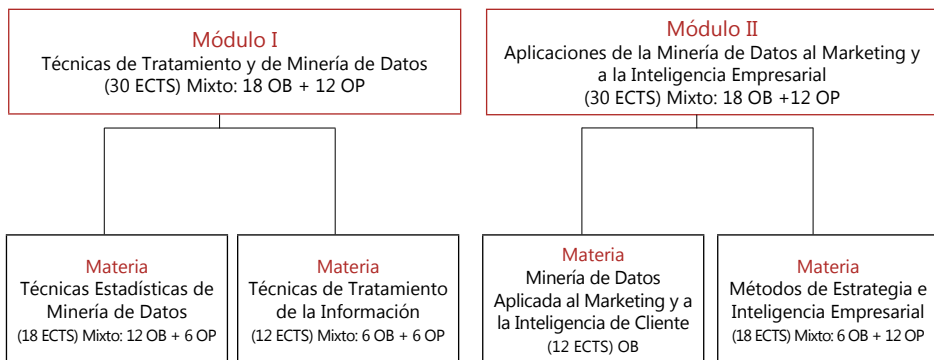 Módulo I
Técnicas de Tratamiento y de Minería de Datos
(30 ECTS) Mixto: 18 OB + 12 OP
Módulo II
Aplicaciones de la Minería de Datos al Marketing y
a la Inteligencia Empresarial
(30 ECTS) Mixto: 18 OB +12 OP
Materia
Técnicas Estadísticas de
Minería de Datos
(18 ECTS) Mixto: 12 OB + 6 OP
Materia
Técnicas de Tratamiento
de la Información
(12 ECTS) Mixto: 6 OB + 6 OP
Materia
Minería de Datos
Aplicada al Marketing y a
la Inteligencia de Cliente
(12 ECTS) OB
Materia
Métodos de Estrategia e
Inteligencia Empresarial
(18 ECTS) Mixto: 6 OB + 12 OP